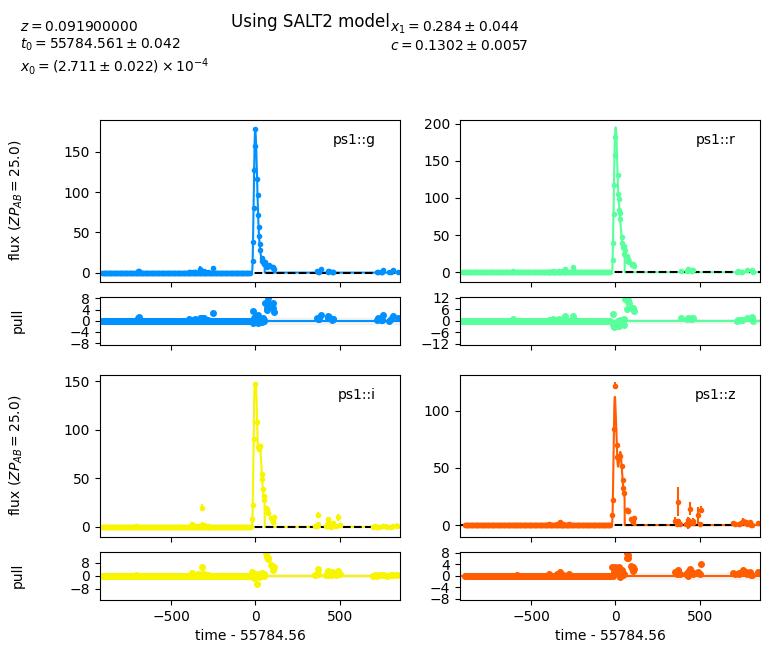 Using SALT2 model
z = 0.091900000
t₀ = 55784.561 ± 0.042
x₀ = (2.711 ± 0.022) × 10⁻⁴
x₁ = 0.284 ± 0.044
c = 0.1302 ± 0.0057
ps1::g
flux (ZP_AB = 25.0)
150
100
50
0
ps1::r
200
150
100
50
0
pull
8
4
0
−4
−8
12
6
0
−6
−12
ps1::i
flux (ZP_AB = 25.0)
150
100
50
0
ps1::z
100
50
0
pull
8
0
−8
8
4
0
−4
−8
−500
0
500
time - 55784.56
−500
0
500
time - 55784.56